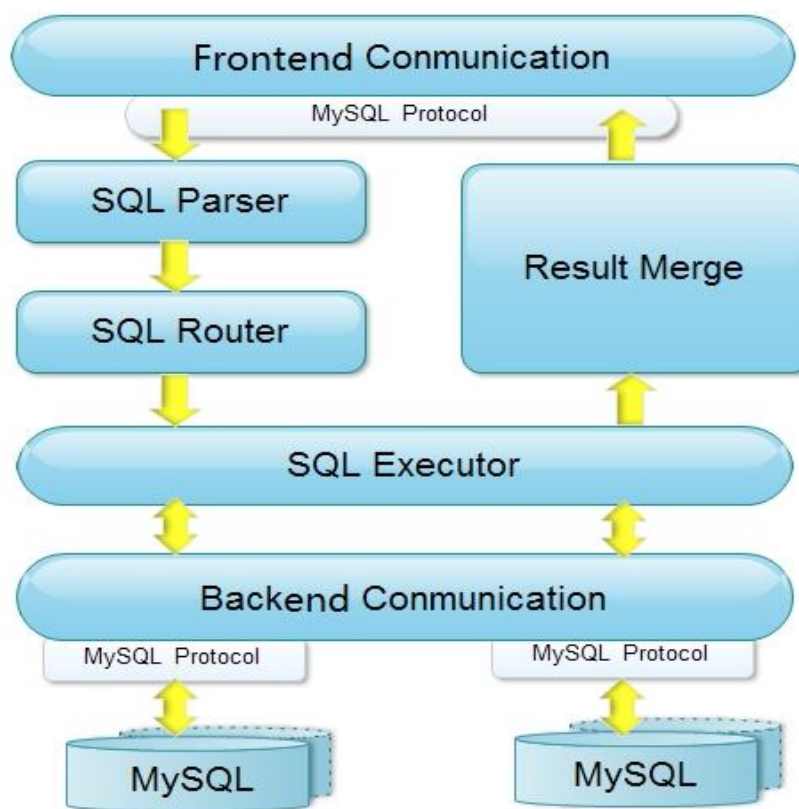 Frontend Conmunication
MySQL Protocol
SQL Parser
Result Merge
SQL Router
SQL Executor
Backend Conmunication
MySQL Protocol
MySQL Protocol
MySQL
MySQL